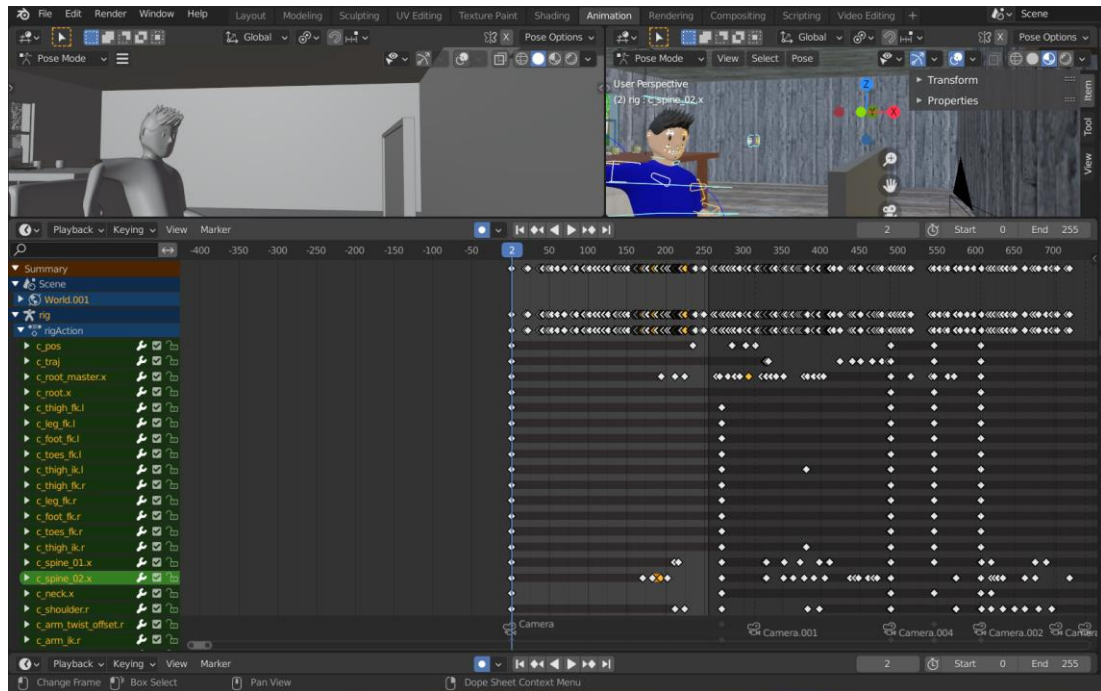 File Edit Render Window Help Layout Modeling Sculpting UV Editing Texture Paint Shading Animation Rendering Compositing Scripting Video Editing + Scene
Global X Pose Options
Global X Pose Options
Pose Mode
Pose Mode View Select Pose
User Perspective
(2) rig : c_spine_02.x
Z
Y
X
Transform
Properties
Item
Tool
View
Playback Keying View Marker 2 Start 0 End 255
-400 -350 -300 -250 -200 -150 -100 -50 2 50 100 150 200 250 300 350 400 450 500 550 600 650 700
Summary
Scene
World.001
rig
rigAction
c_pos
c_traj
c_root_master.x
c_root.x
c_thigh_fk.l
c_leg_fk.l
c_foot_fk.l
c_toes_fk.l
c_thigh_ik.l
c_thigh_fk.r
c_leg_fk.r
c_foot_fk.r
c_toes_fk.r
c_thigh_ik.r
c_spine_01.x
c_spine_02.x
c_neck.x
c_shoulder.r
c_arm_twist_offset.r
c_arm_ik.r
Camera Camera.001 Camera.004 Camera.002
Playback Keying View Marker 2 Start 0 End 255
Change Frame Box Select Pan View Dope Sheet Context Menu